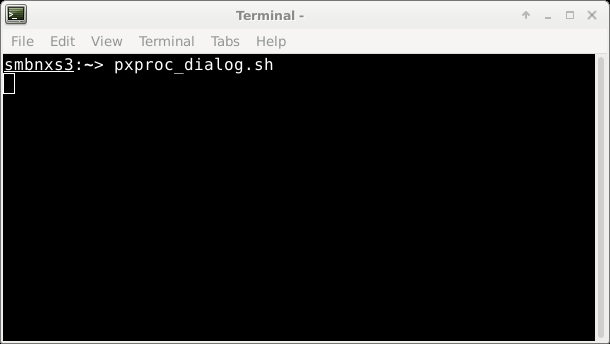 Terminal -
File Edit View Terminal Tabs Help
smbnxs3:~> pxproc_dialog.sh